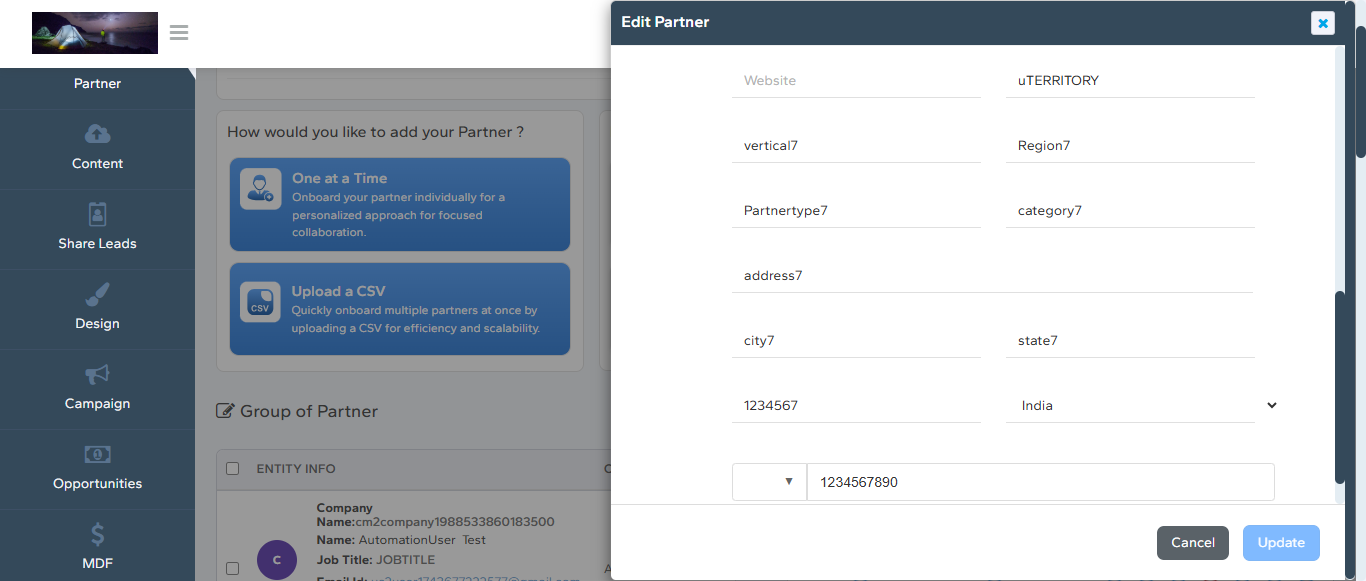 Edit Partner
Partner
Content
Share Leads
Design
Campaign
Opportunities
MDF
How would you like to add your Partner ?
One at a Time
Onboard your partner individually for a
personalized approach for focused
collaboration.
CSV
Upload a CSV
Quickly onboard multiple partners at once by
uploading a CSV for efficiency and scalability.
Group of Partner
ENTITY INFO
C
Company
Name:cm2company1988533860183500
Name: AutomationUser Test
Job Title: JOBTITLE
Website
uTERRITORY
vertical7
Region7
Partnertype7
category7
address7
city7
state7
1234567
India
1234567890
Cancel
Update